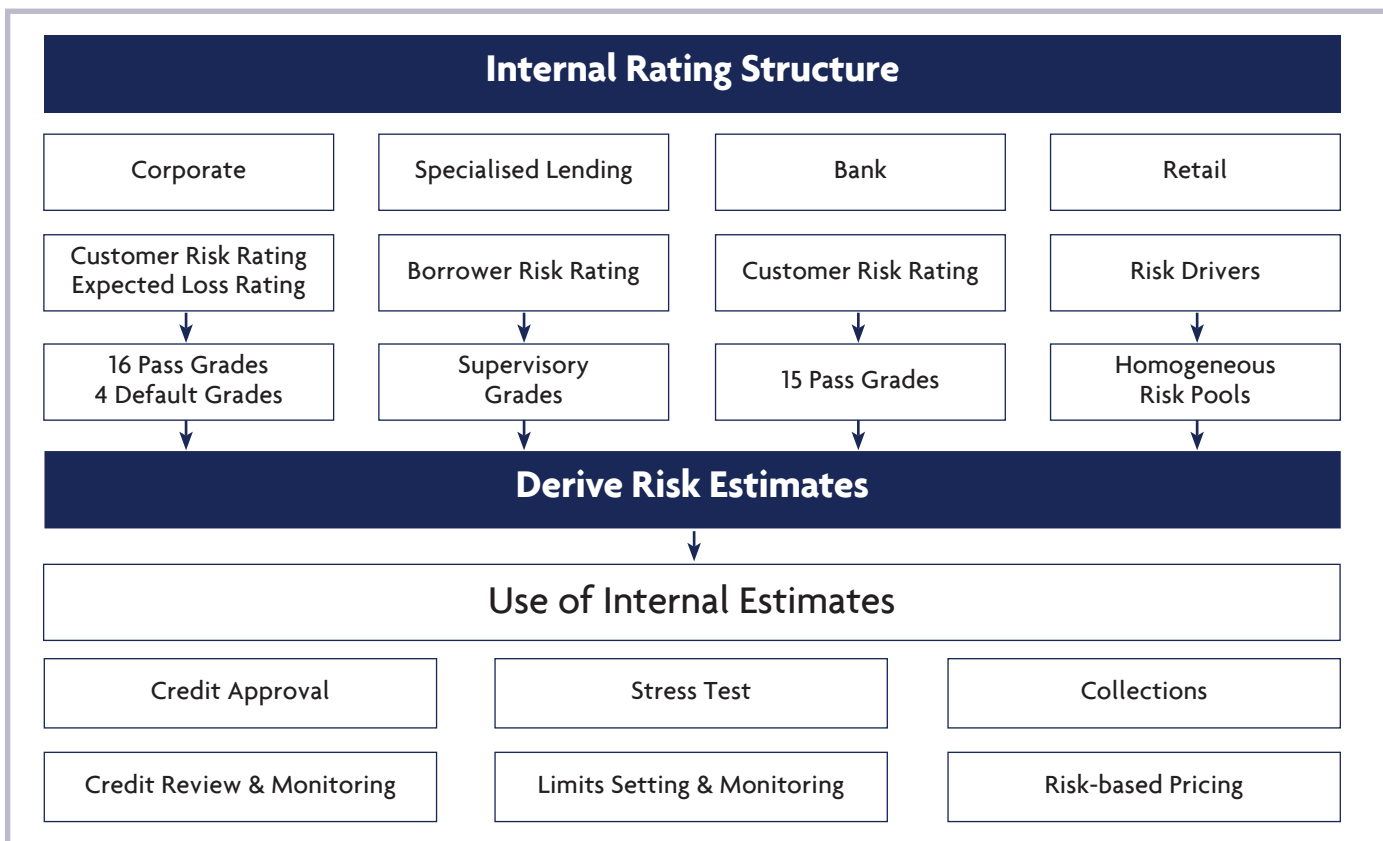 Internal Rating Structure
Corporate
Specialised Lending
Bank
Retail
Customer Risk Rating
Expected Loss Rating
Borrower Risk Rating
Customer Risk Rating
Risk Drivers
16 Pass Grades
4 Default Grades
Supervisory
Grades
15 Pass Grades
Homogeneous
Risk Pools
Derive Risk Estimates
Use of Internal Estimates
Credit Approval
Stress Test
Collections
Credit Review & Monitoring
Limits Setting & Monitoring
Risk-based Pricing